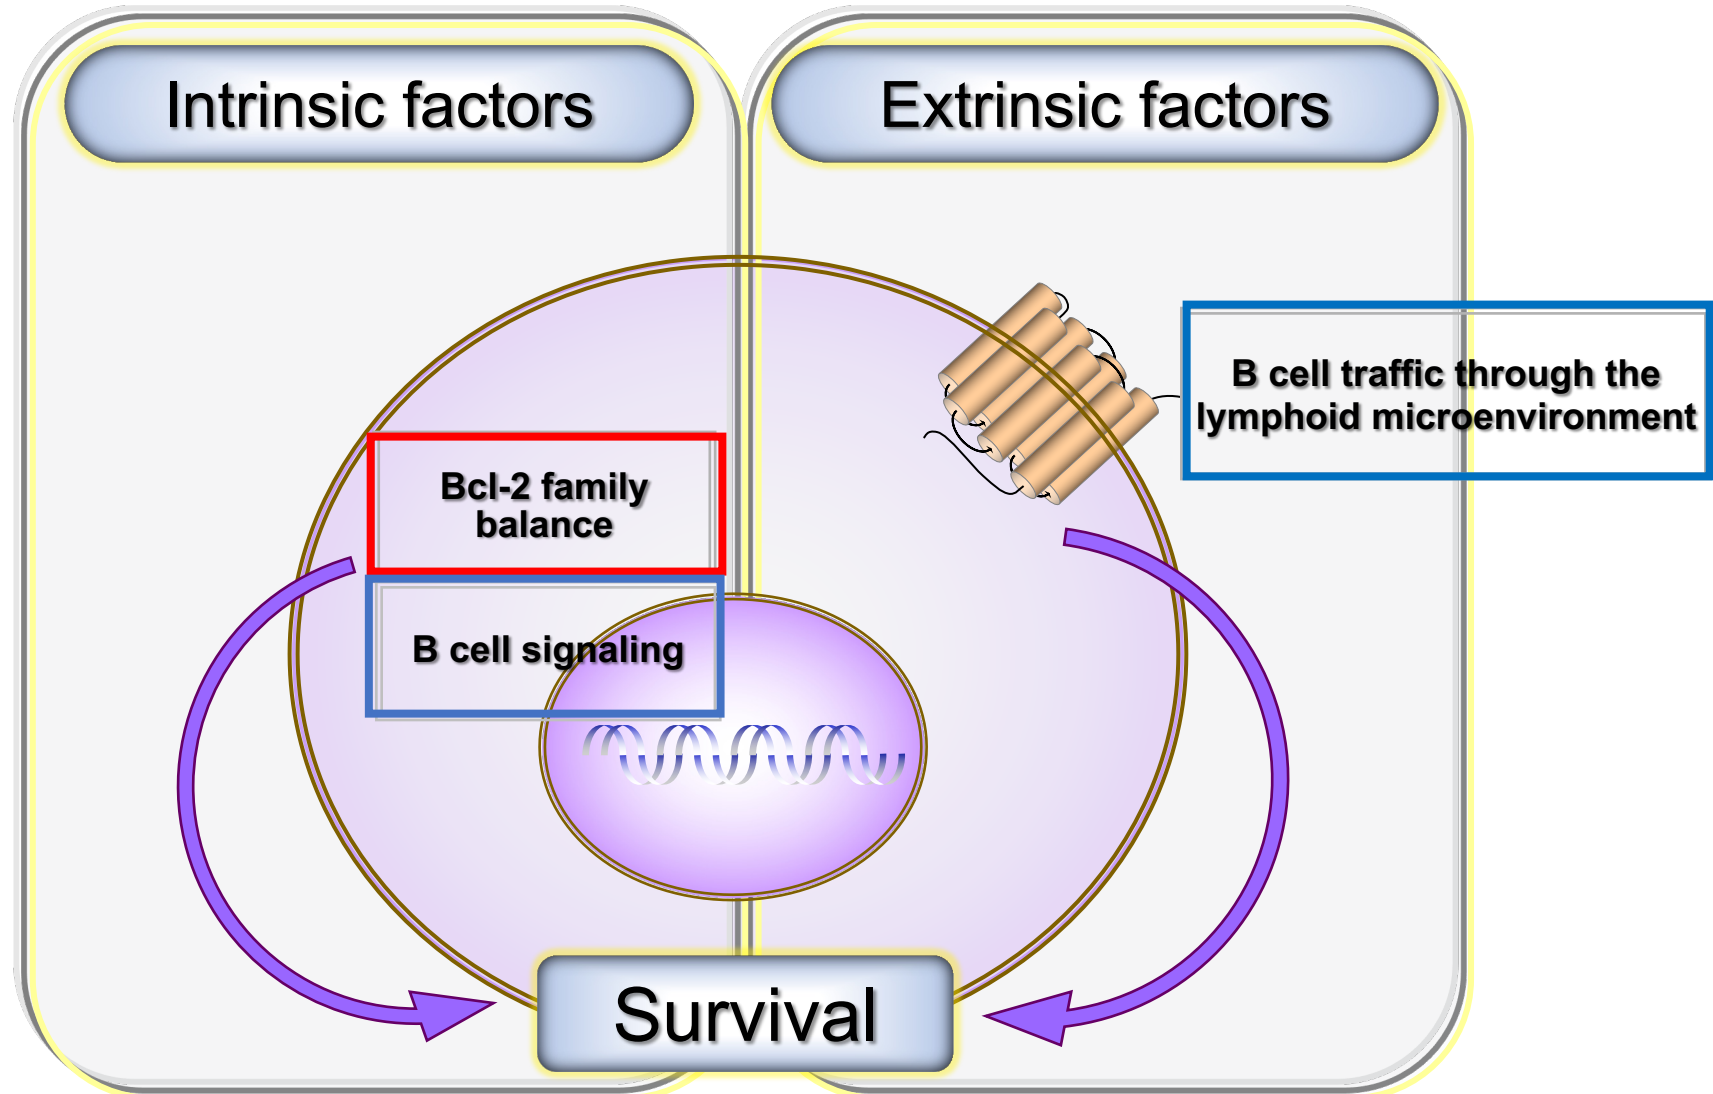 Intrinsic factors
Extrinsic factors
B cell traffic through the
lymphoid microenvironment
Bcl-2 family
balance
B cell signaling
Survival